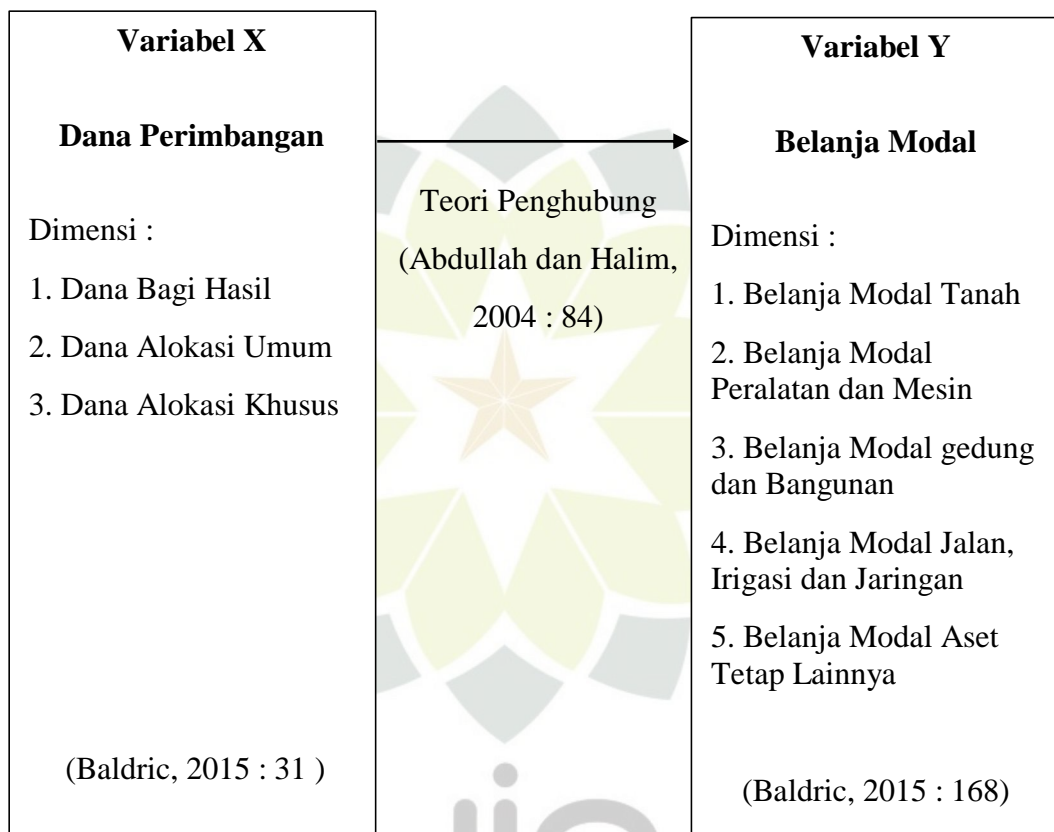 Variabel X
Dana Perimbangan
Dimensi :
1. Dana Bagi Hasil
2. Dana Alokasi Umum
3. Dana Alokasi Khusus
(Baldric, 2015 : 31 )
Teori Penghubung
(Abdullah dan Halim,
2004 : 84)
Variabel Y
Belanja Modal
Dimensi :
1. Belanja Modal Tanah
2. Belanja Modal
Peralatan dan Mesin
3. Belanja Modal gedung
dan Bangunan
4. Belanja Modal Jalan,
Irigasi dan Jaringan
5. Belanja Modal Aset
Tetap Lainnya
(Baldric, 2015 : 168)